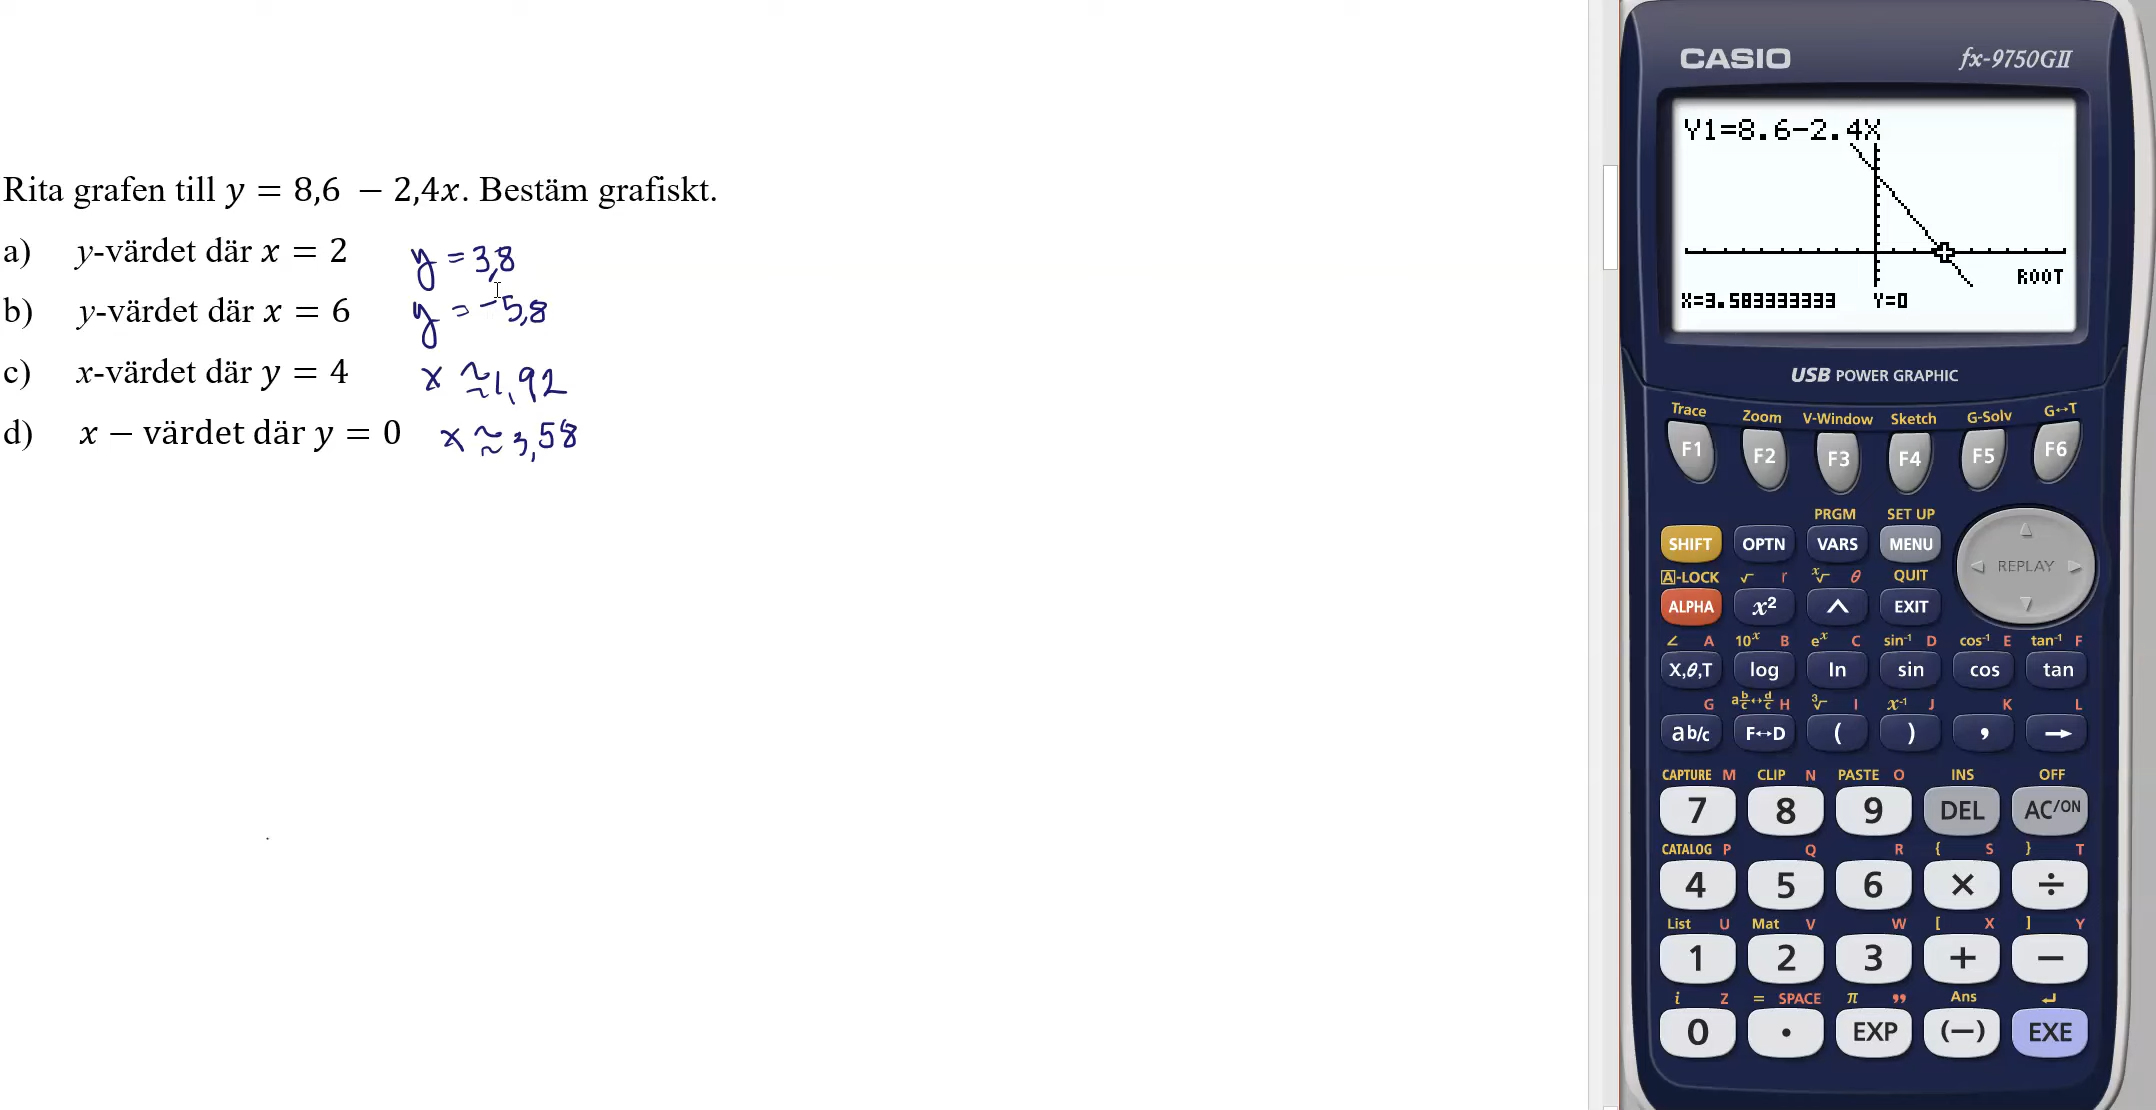 Rita grafen till y = 8,6 − 2,4x. Bestäm grafiskt.
a) y-värdet där x = 2 y = 3,8
b) y-värdet där x = 6 y = -5,8
c) x-värdet där y = 4 x ≈ 1,92
d) x − värdet där y = 0 x ≈ 3,58
CASIO fx-9750GII
Y1=8.6-2.4X
ROOT
X=3.583333333 Y=0
USB POWER GRAPHIC
Trace Zoom V-Window Sketch G-Solv G↔T
F1 F2 F3 F4 F5 F6
PRGM SET UP
SHIFT OPTN VARS MENU
REPLAY
A-LOCK √ r ˣ√ θ QUIT
ALPHA x² ^ EXIT
∠ A 10ˣ B eˣ C sin⁻¹ D cos⁻¹ E tan⁻¹ F
X,θ,T log ln sin cos tan
G a b/c↔d/c H ³√ I x⁻¹ J K L
a b/c F↔D ( ) , →
CAPTURE M CLIP N PASTE O INS OFF
7 8 9 DEL AC/ON
CATALOG P Q R { S } T
4 5 6 × ÷
List U Mat V W [ X ] Y
1 2 3 + −
i Z = SPACE π " Ans ↵
0 • EXP (−) EXE